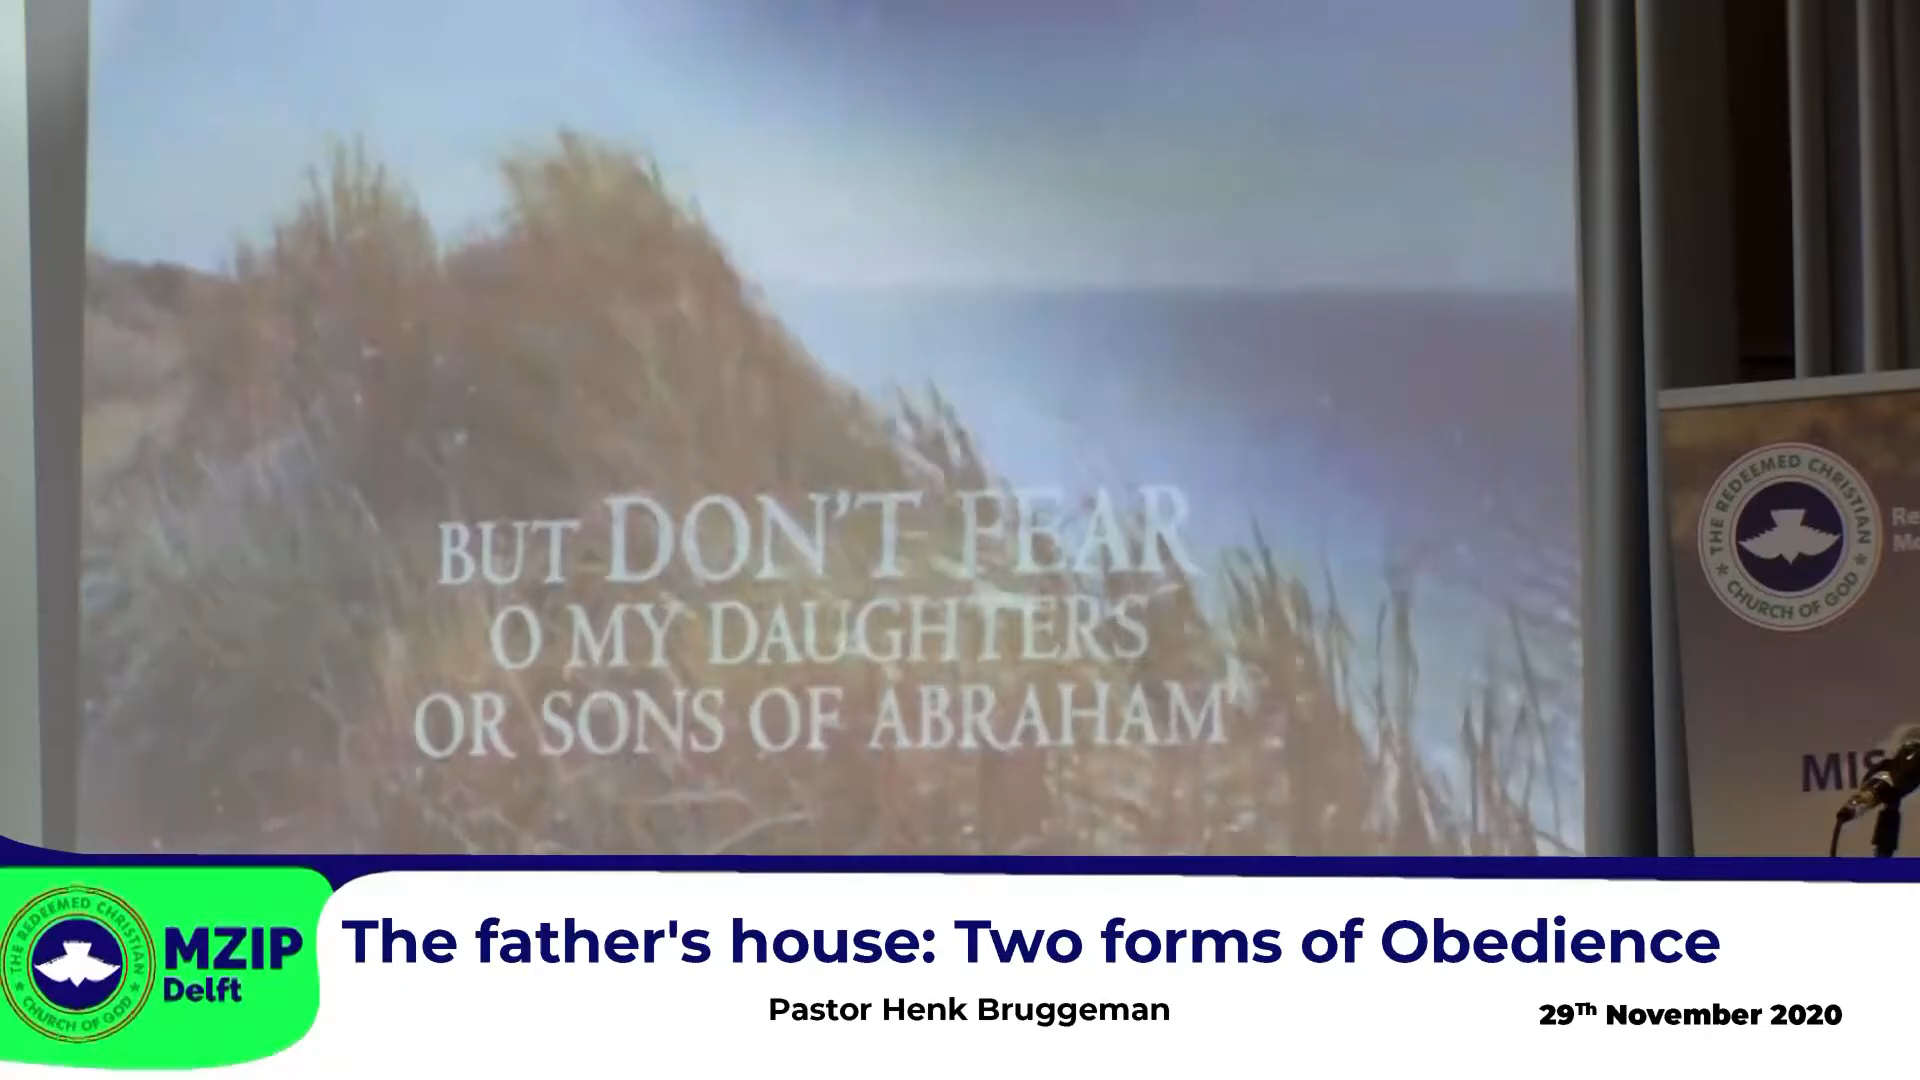 BUT DON'T FEAR
O MY DAUGHTERS
OR SONS OF ABRAHAM
THE REDEEMED CHRISTIAN
CHURCH OF GOD
THE REDEEMED CHRISTIAN
CHURCH OF GOD
MZIP
Delft
The father's house: Two forms of Obedience
Pastor Henk Bruggeman
29Th November 2020